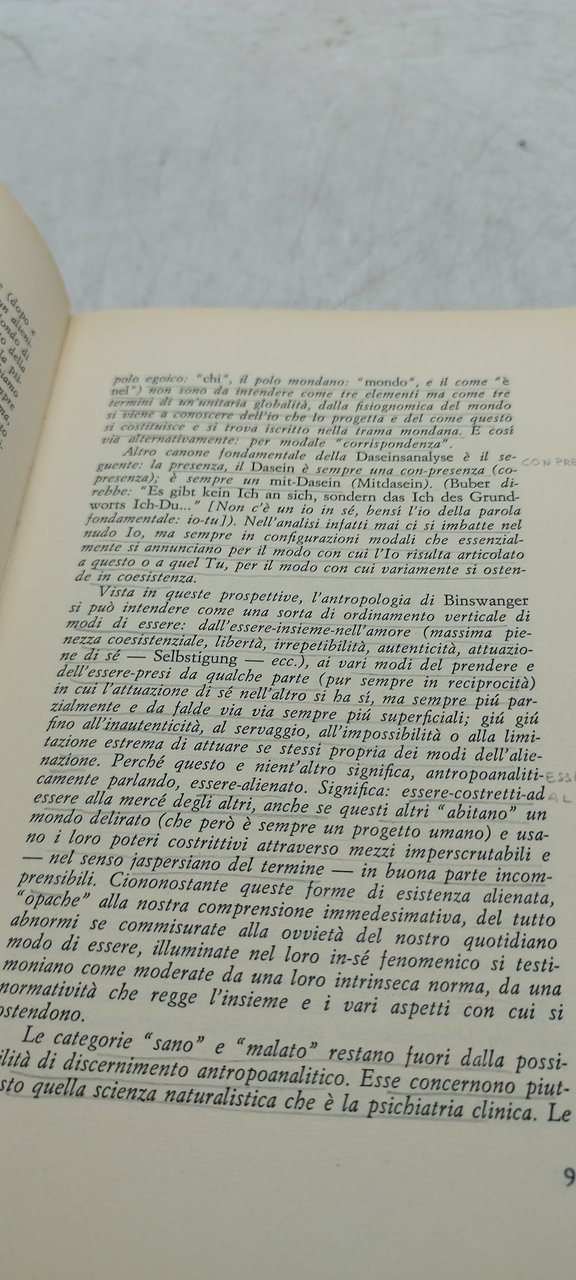 polo egoico: "chi", il polo mondano: "mondo", e il come "è
nel") non sono da intendere come tre elementi ma come tre
termini di un'unitaria globalità, dalla fisiognomica del mondo
si viene a conoscere dell'io che lo progetta e del come questo
si costituisce e si trova iscritto nella trama mondana. E cosí
via alternativamente: per modale "corrispondenza".
Altro canone fondamentale della Daseinsanalyse è il se-
guente: la presenza, il Dasein è sempre una con-presenza (co-
presenza); è sempre un mit-Dasein (Mitdasein). (Buber di-
rebbe: "Es gibt kein Ich an sich, sondern das Ich des Grund-
worts Ich-Du..." [Non c'è un io in sé, bensí l'io della parola
fondamentale: io-tu]). Nell'analisi infatti mai ci si imbatte nel
nudo Io, ma sempre in configurazioni modali che essenzial-
mente si annunciano per il modo con cui l'Io risulta articolato
a questo o a quel Tu, per il modo con cui variamente si osten-
de in coesistenza.
Vista in queste prospettive, l'antropologia di Binswanger
si può intendere come una sorta di ordinamento verticale di
modi di essere: dall'essere-insieme-nell'amore (massima pie-
nezza coesistenziale, libertà, irrepetibilità, autenticità, attuazio-
ne di sé — Selbstigung — ecc.), ai vari modi del prendere e
dell'essere-presi da qualche parte (pur sempre in reciprocità)
in cui l'attuazione di sé nell'altro si ha sí, ma sempre piú par-
zialmente e da falde via via sempre piú superficiali; giú giú
fino all'inautenticità, al servaggio, all'impossibilità o alla limi-
tazione estrema di attuare se stessi propria dei modi dell'alie-
nazione. Perché questo e nient'altro significa, antropoanaliti-
camente parlando, essere-alienato. Significa: essere-costretti-ad
essere alla mercé degli altri, anche se questi altri "abitano" un
mondo delirato (che però è sempre un progetto umano) e usa-
no i loro poteri costrittivi attraverso mezzi imperscrutabili e
— nel senso jaspersiano del termine — in buona parte incom-
prensibili. Ciononostante queste forme di esistenza alienata,
"opache" alla nostra comprensione immedesimativa, del tutto
abnormi se commisurate alla ovvietà del nostro quotidiano
modo di essere, illuminate nel loro in-sé fenomenico si testi-
moniano come moderate da una loro intrinseca norma, da una
normatività che regge l'insieme e i vari aspetti con cui si
ostendono.
Le categorie "sano" e "malato" restano fuori dalla possi-
ilità di discernimento antropoanalitico. Esse concernono piut-
sto quella scienza naturalistica che è la psichiatria clinica. Le
9
CON PRE
ESSE
AL